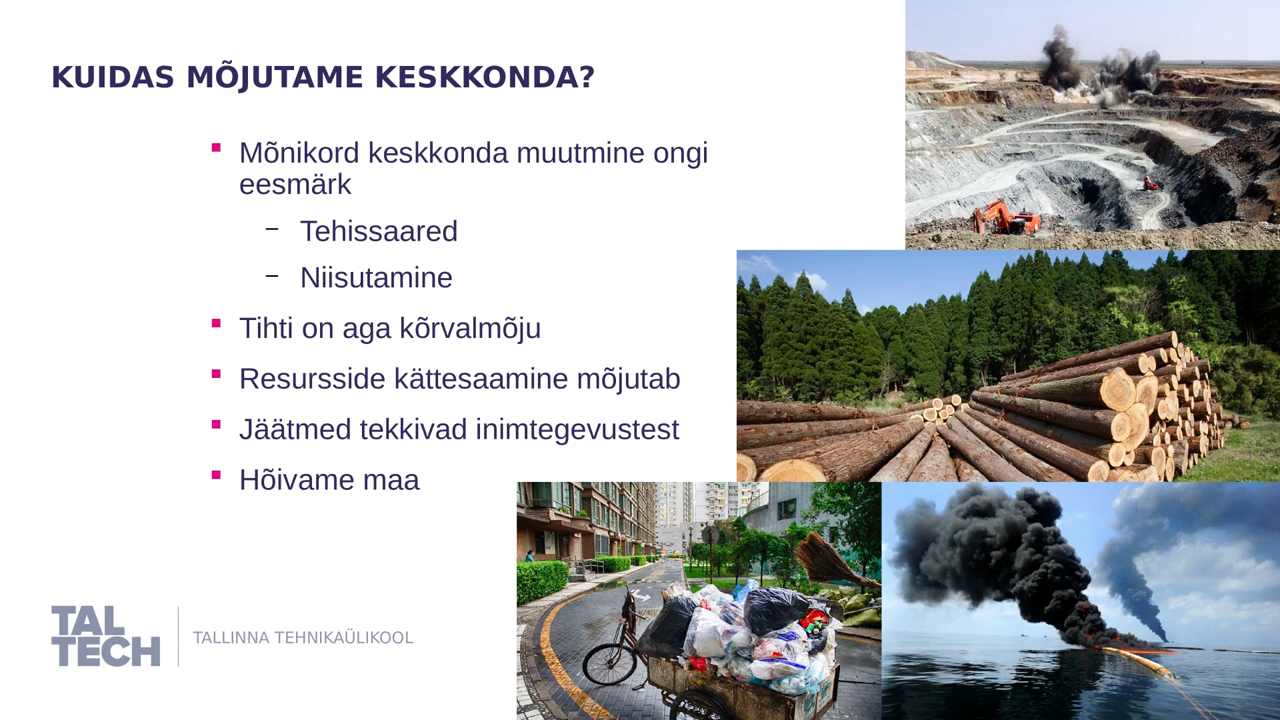 KUIDAS MÕJUTAME KESKKONDA?
Mõnikord keskkonda muutmine ongi
eesmärk
Tehissaared
Niisutamine
Tihti on aga kõrvalmõju
Resursside kättesaamine mõjutab
Jäätmed tekkivad inimtegevustest
Hõivame maa
TAL
TECH
TALLINNA TEHNIKAÜLIKOOL